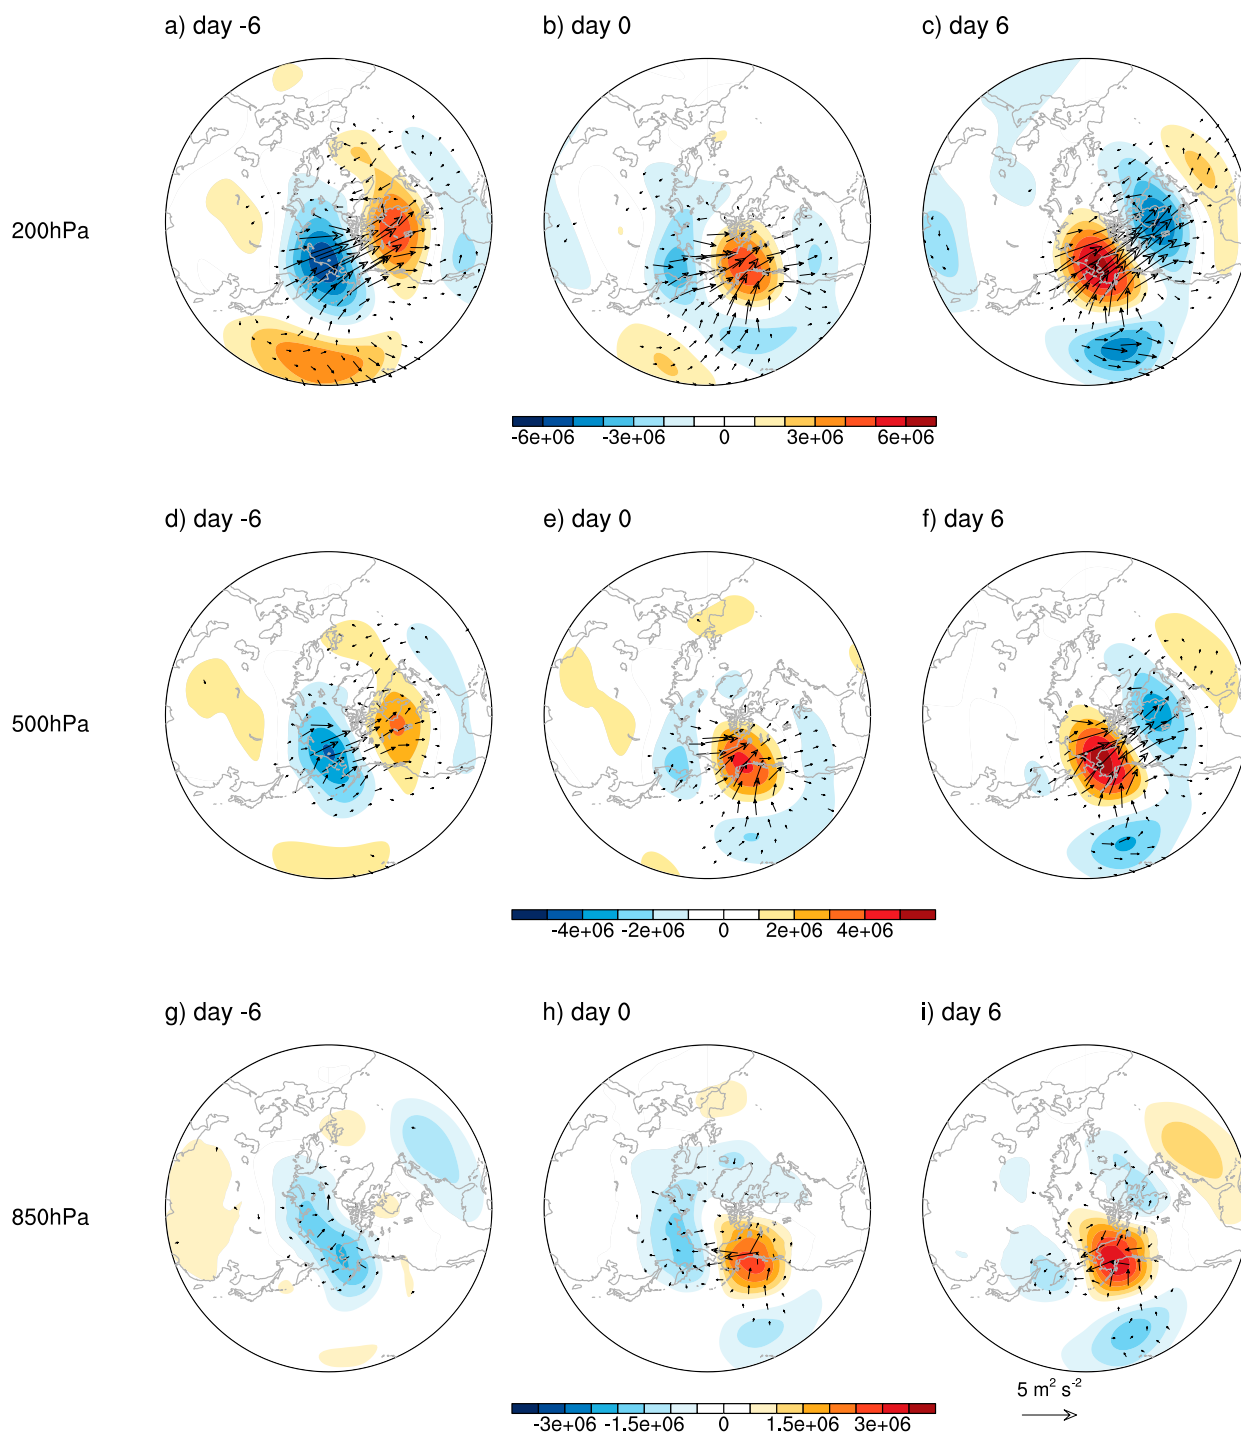 a) day -6
b) day 0
c) day 6
200hPa
-6e+06 -3e+06 0 3e+06 6e+06
d) day -6
e) day 0
f) day 6
500hPa
-4e+06 -2e+06 0 2e+06 4e+06
g) day -6
h) day 0
i) day 6
850hPa
5 m² s⁻²
-3e+06 -1.5e+06 0 1.5e+06 3e+06